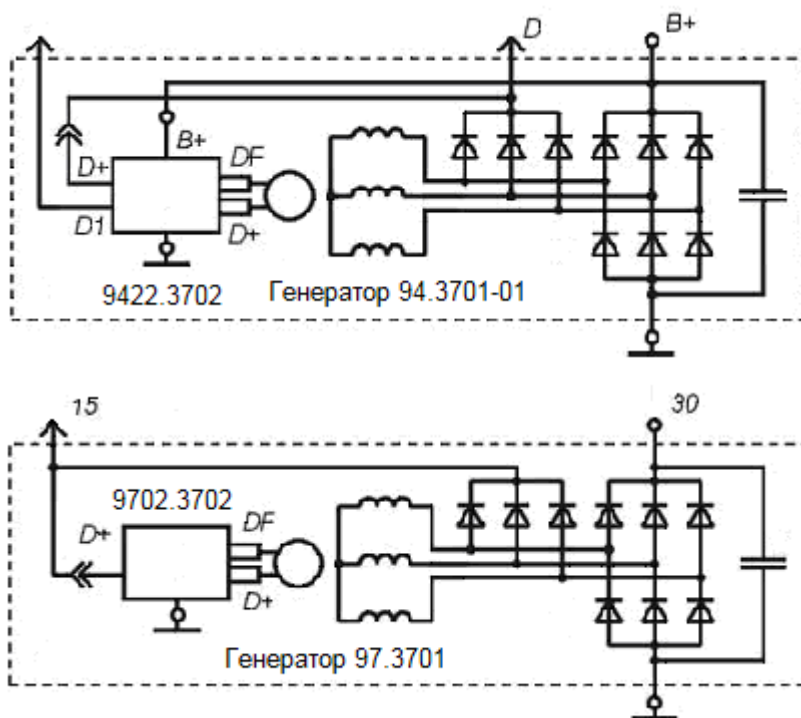 D
B+
B+
D+
DF
D1
D+
9422.3702
Генератор 94.3701-01
15
30
9702.3702
D+
DF
D+
Генератор 97.3701